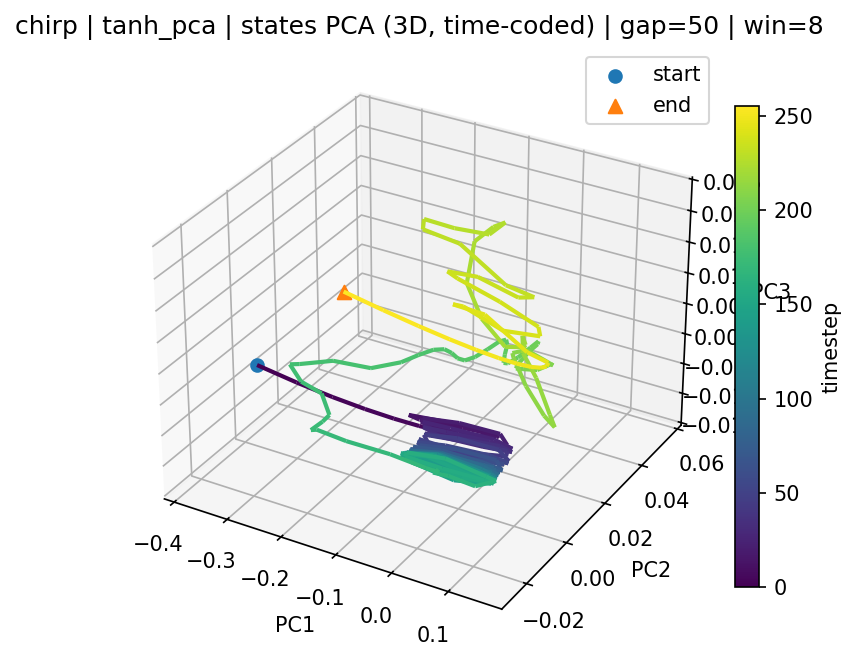 chirp | tanh_pca | states PCA (3D, time-coded) | gap=50 | win=8
start
end
250
200
150
100
50
0
timestep
PC3
0.06
0.04
0.02
0.00
−0.02
PC2
−0.4
−0.3
−0.2
−0.1
0.0
0.1
PC1